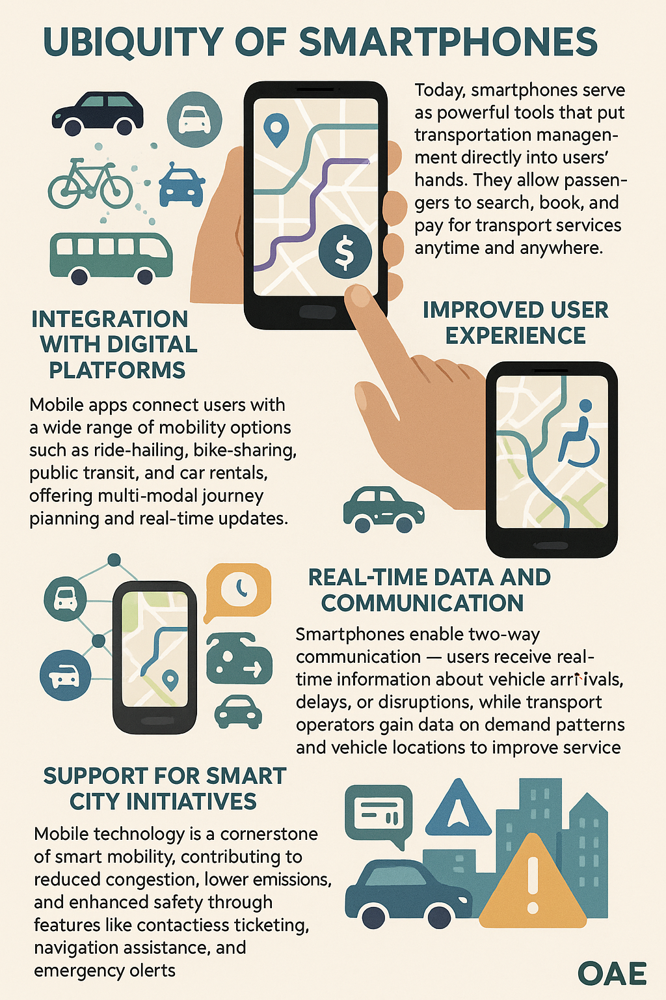 UBIQUITY OF SMARTPHONES
Today, smartphones serve
as powerful tools that put
transportation managen-
ment directly into users'
hands. They allow passen-
gers to search, book, and
pay for transport services
anytime and anywhere.
$
INTEGRATION
WITH DIGITAL
PLATFORMS
Mobile apps connect users with
a wide range of mobility options
such as ride-hailing, bike-sharing,
public transit, and car rentals,
offering multi-modal journey
pianning and real-time updates.
IMPROVED USER
EXPERIENCE
REAL-TIME DATA AND
COMMUNICATION
Smartphones enable two-way
communication — users receive real-
time information about vehicle arriivals,
delays, or disruptions, while transport
operators gain data on demand patterns
and vehicle locations to improve service
SUPPORT FOR SMART
CITY INITIATIVES
Mobile technology is a cornerstone
of smart mobility, contributing to
reduced congestion, lower emissions,
and enhanced safety through
features like contactiess ticketing,
navigation assistance, and
emergency olerts
!
OAE